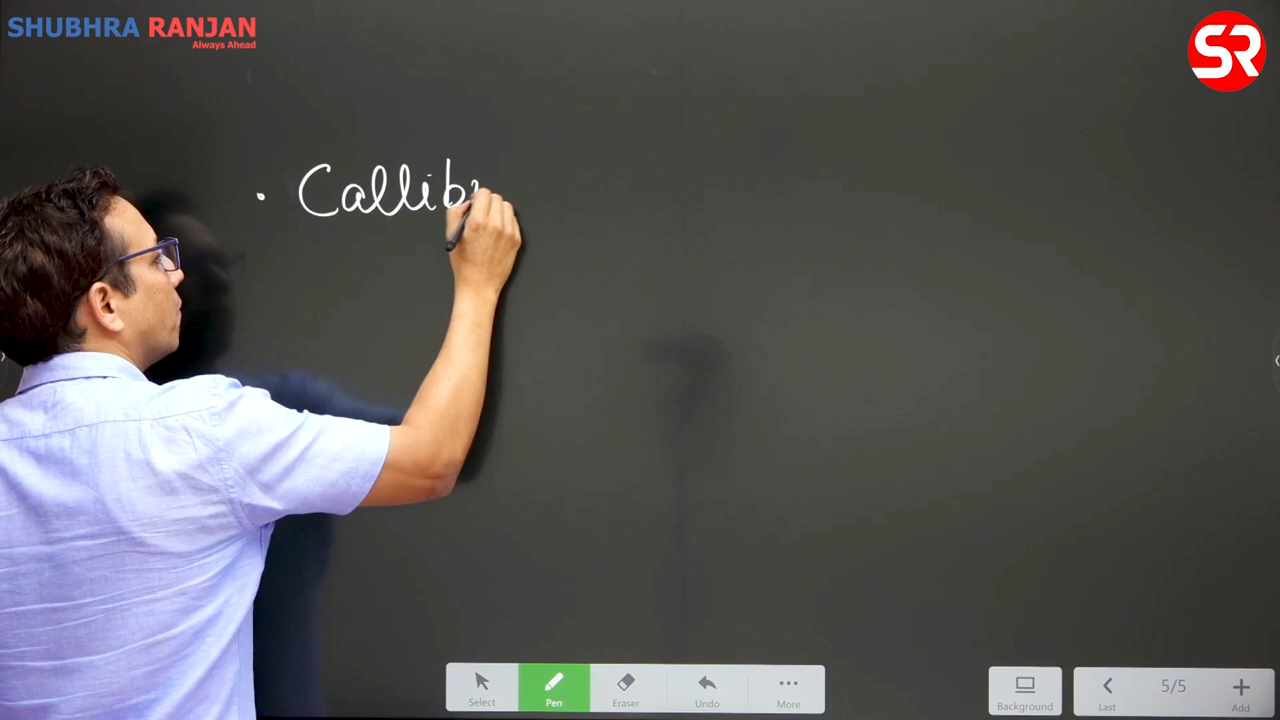 SHUBHRA RANJAN
Always Ahead
SR
· Callib
Select
Pen
Eraser
Undo
More
Background
Last
5/5
Add